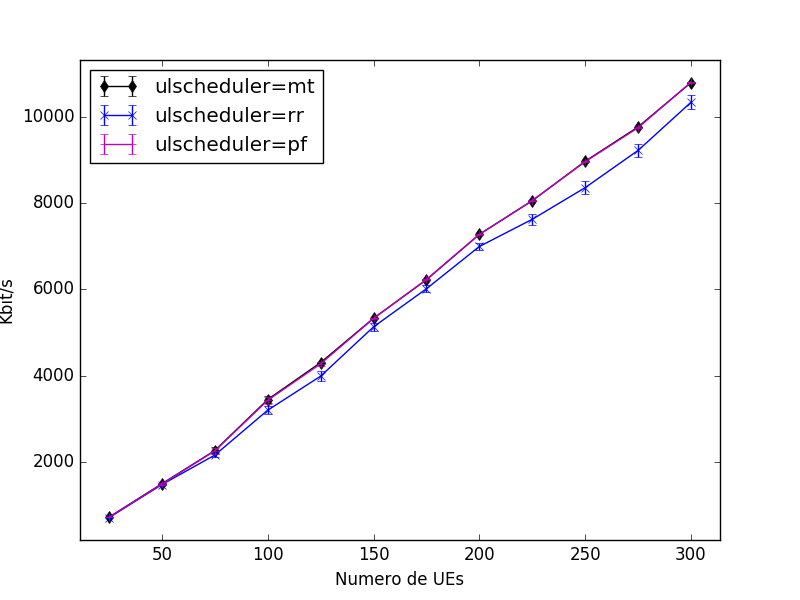 ulscheduler=mt
ulscheduler=rr
ulscheduler=pf
10000
8000
6000
4000
2000
Kbit/s
50 100 150 200 250 300
Numero de UEs